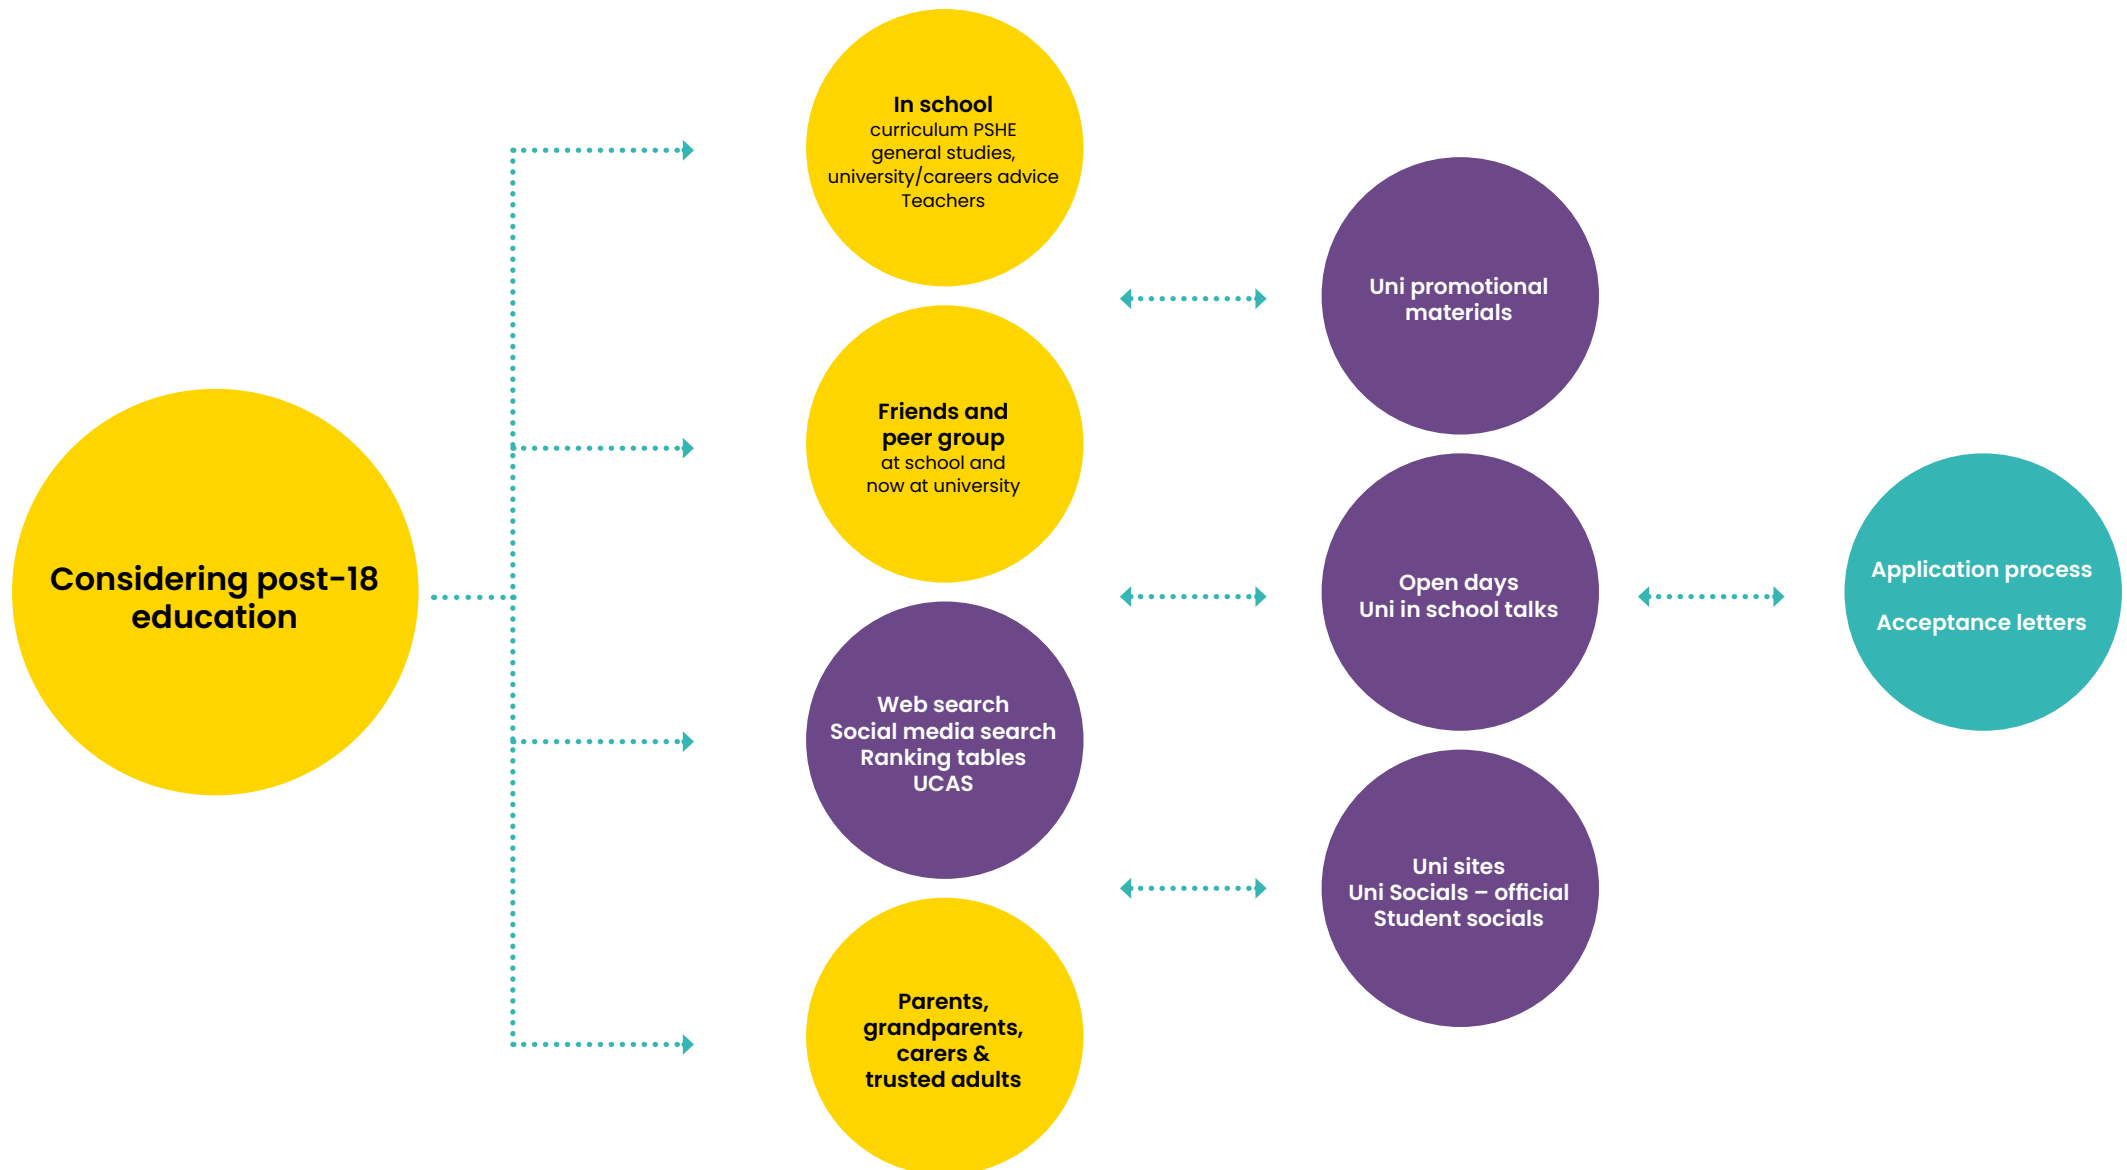 Considering post-18
education
In school
curriculum PSHE
general studies,
university/careers advice
Teachers
Friends and
peer group
at school and
now at university
Web search
Social media search
Ranking tables
UCAS
Parents,
grandparents,
carers &
trusted adults
Uni promotional
materials
Open days
Uni in school talks
Uni sites
Uni Socials – official
Student socials
Application process
Acceptance letters